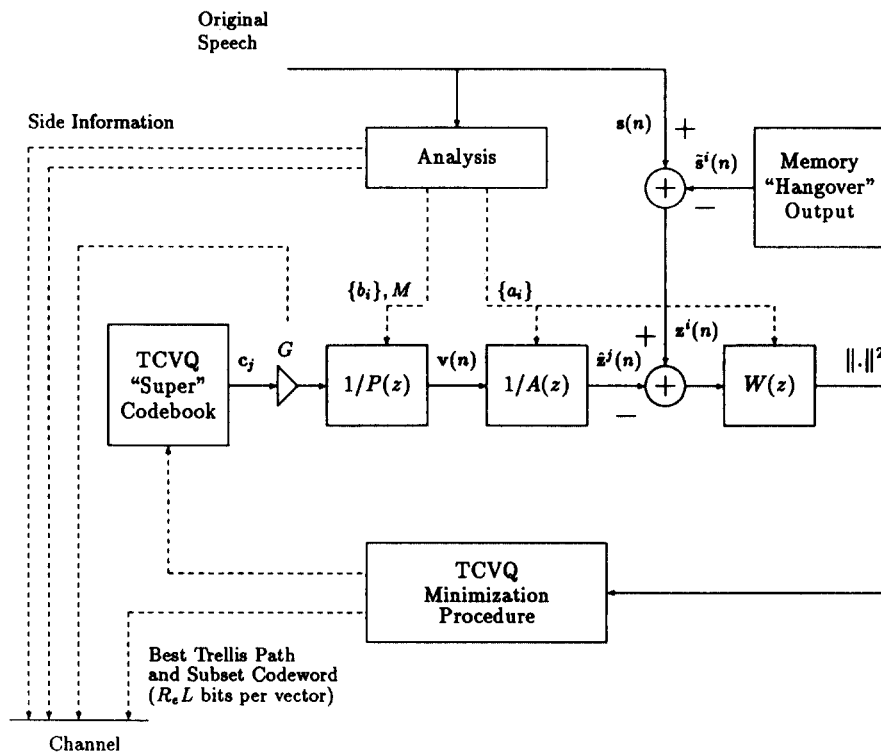 Original
Speech
Side Information
Analysis
s(n)
+
s̃ⁱ(n)
+
−
Memory
“Hangover”
Output
{bᵢ}, M
{aᵢ}
TCVQ
“Super”
Codebook
cⱼ
G
1/P(z)
v(n)
1/A(z)
ẑʲ(n)
+
zⁱ(n)
+
−
W(z)
‖.‖²
TCVQ
Minimization
Procedure
Best Trellis Path
and Subset Codeword
(RₑL bits per vector)
Channel